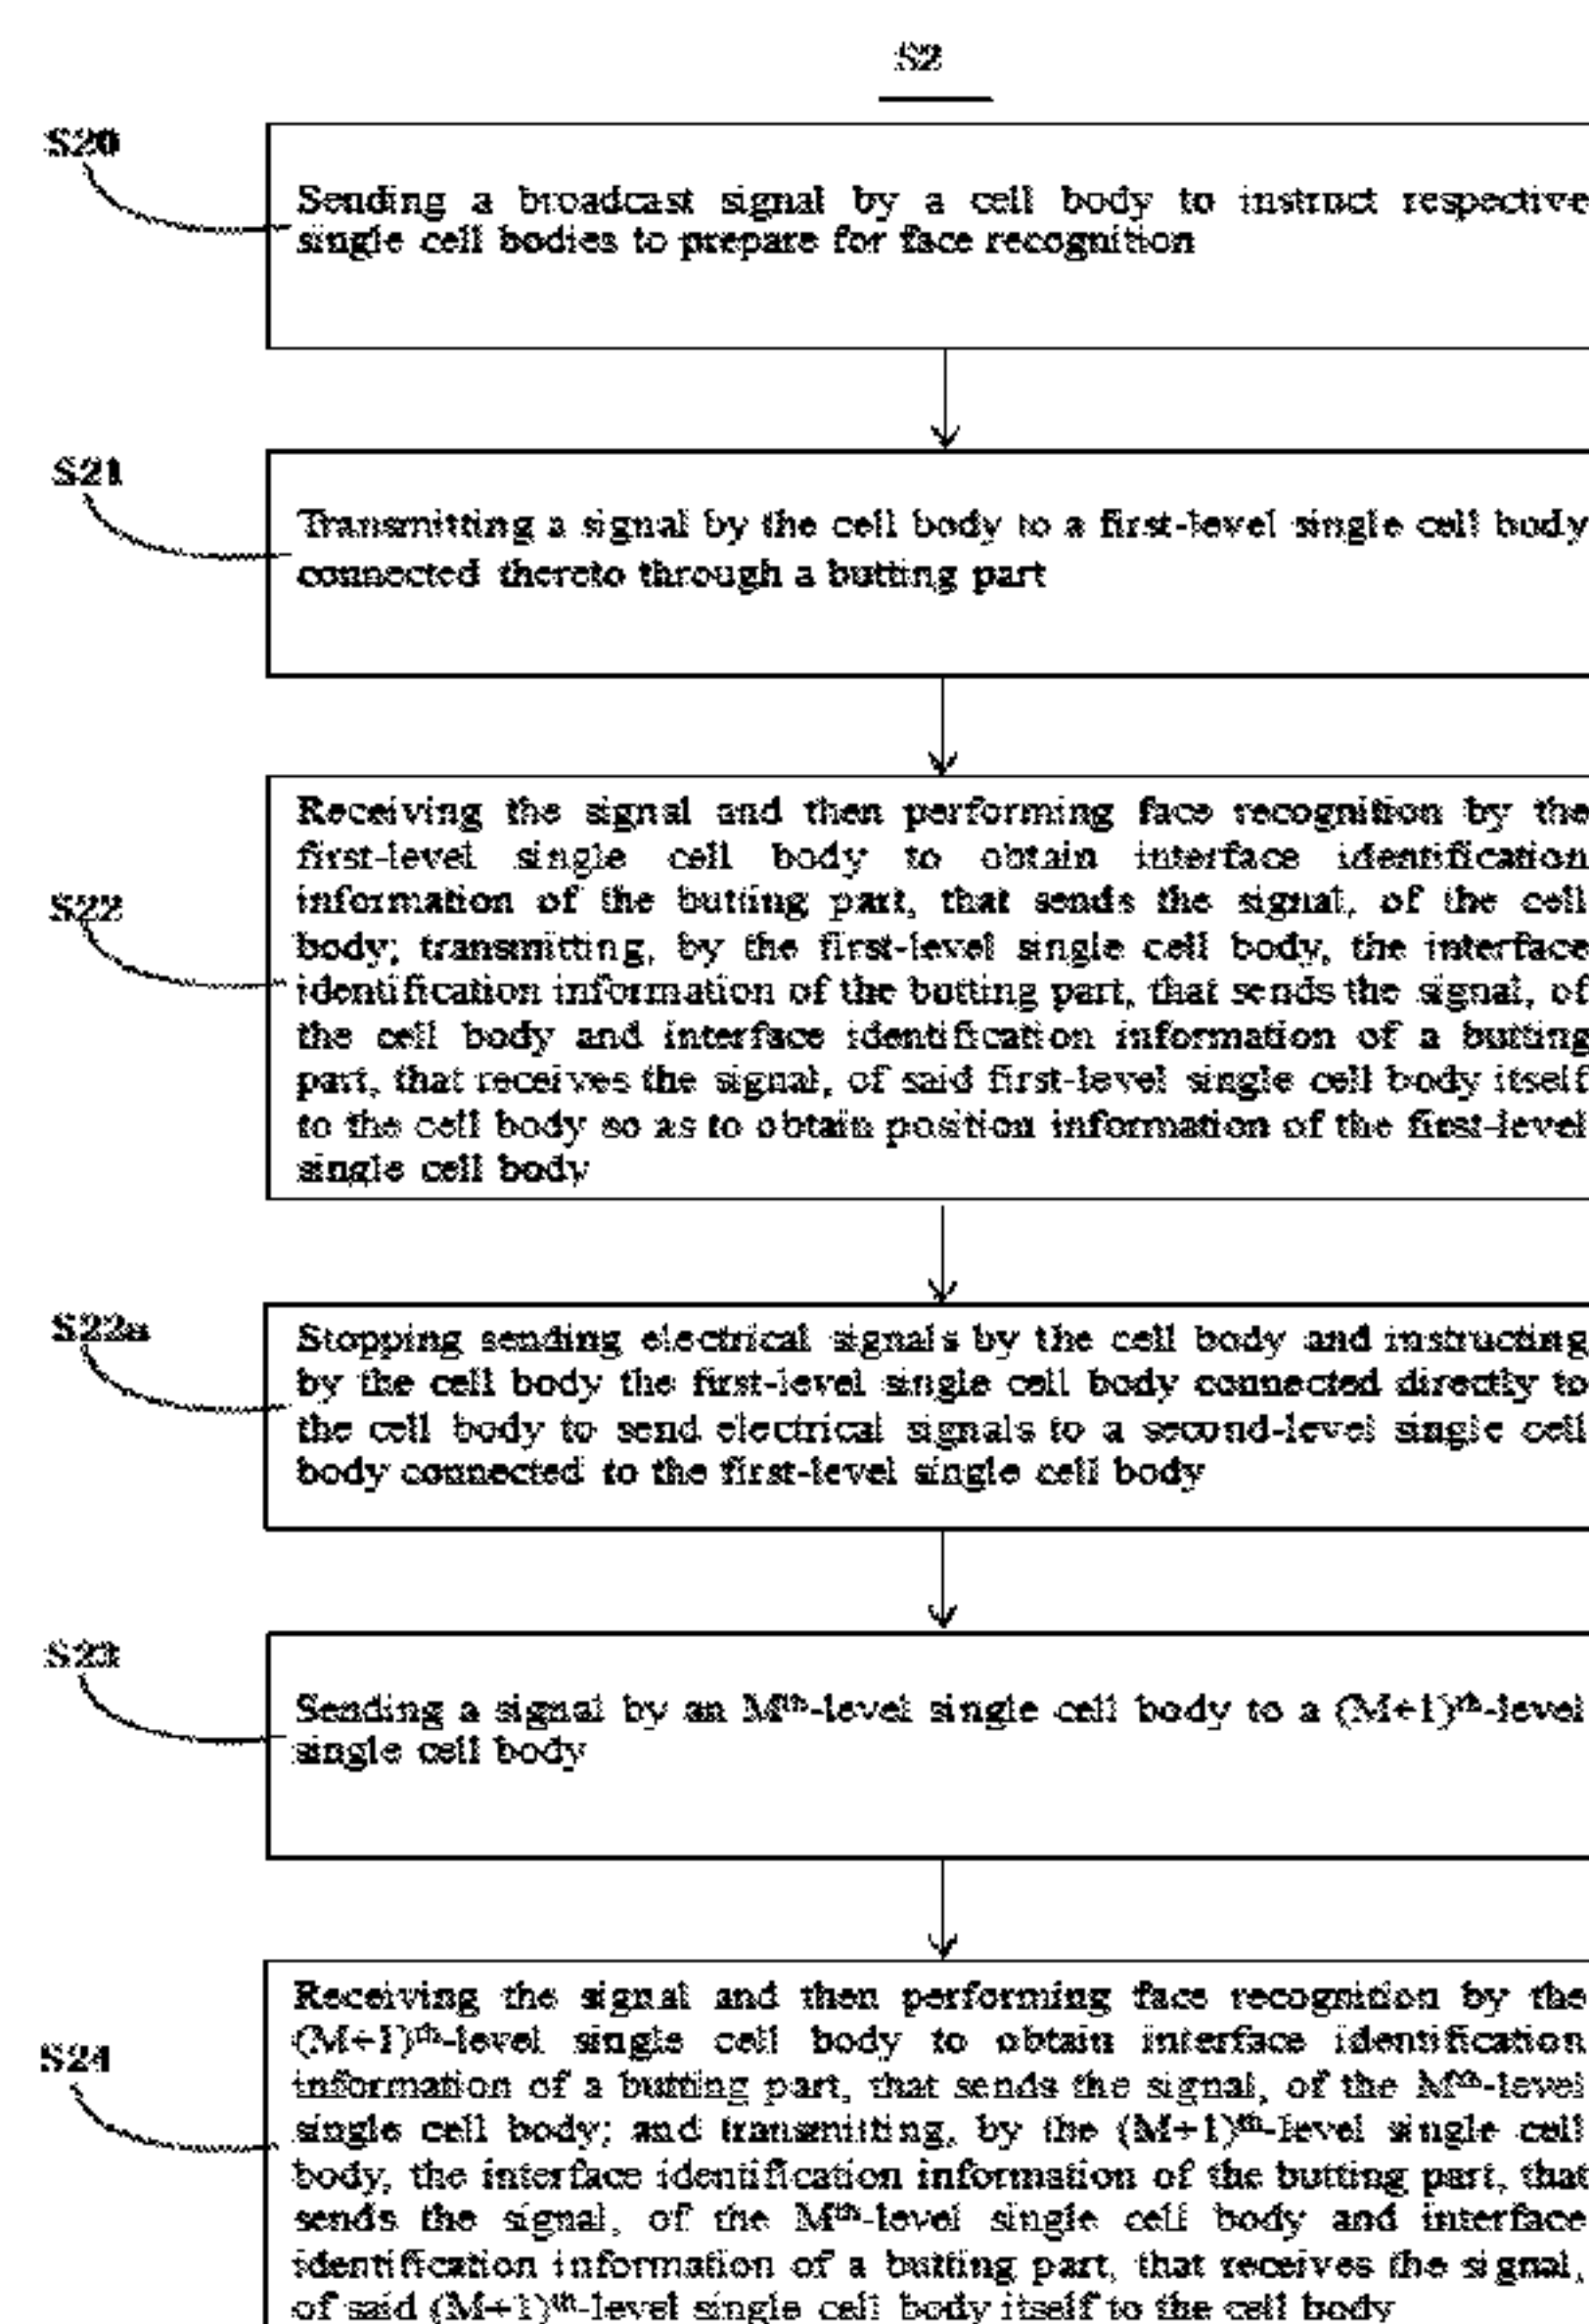 S2
S20
Sending a broadcast signal by a cell body to instruct respective
single cell bodies to prepare for face recognition
S21
Transmitting a signal by the cell body to a first-level single cell body
connected thereto through a butting part
S22
Receiving the signal and then performing face recognition by the
first-level single cell body to obtain interface identification
information of the butting part, that sends the signal, of the cell
body; transmitting, by the first-level single cell body, the interface
identification information of the butting part, that sends the signal, of
the cell body and interface identification information of a butting
part, that receives the signal, of said first-level single cell body itself
to the cell body so as to obtain position information of the first-level
single cell body
S22a
Stopping sending electrical signals by the cell body and instructing
by the cell body the first-level single cell body connected directly to
the cell body to send electrical signals to a second-level single cell
body connected to the first-level single cell body
S23
Sending a signal by an Mth-level single cell body to a (M+1)th-level
single cell body
S24
Receiving the signal and then performing face recognition by the
(M+1)th-level single cell body to obtain interface identification
information of a butting part, that sends the signal, of the Mth-level
single cell body; and transmitting, by the (M+1)th-level single cell
body, the interface identification information of the butting part, that
sends the signal, of the Mth-level single cell body and interface
identification information of a butting part, that receives the signal,
of said (M+1)th-level single cell body itself to the cell body